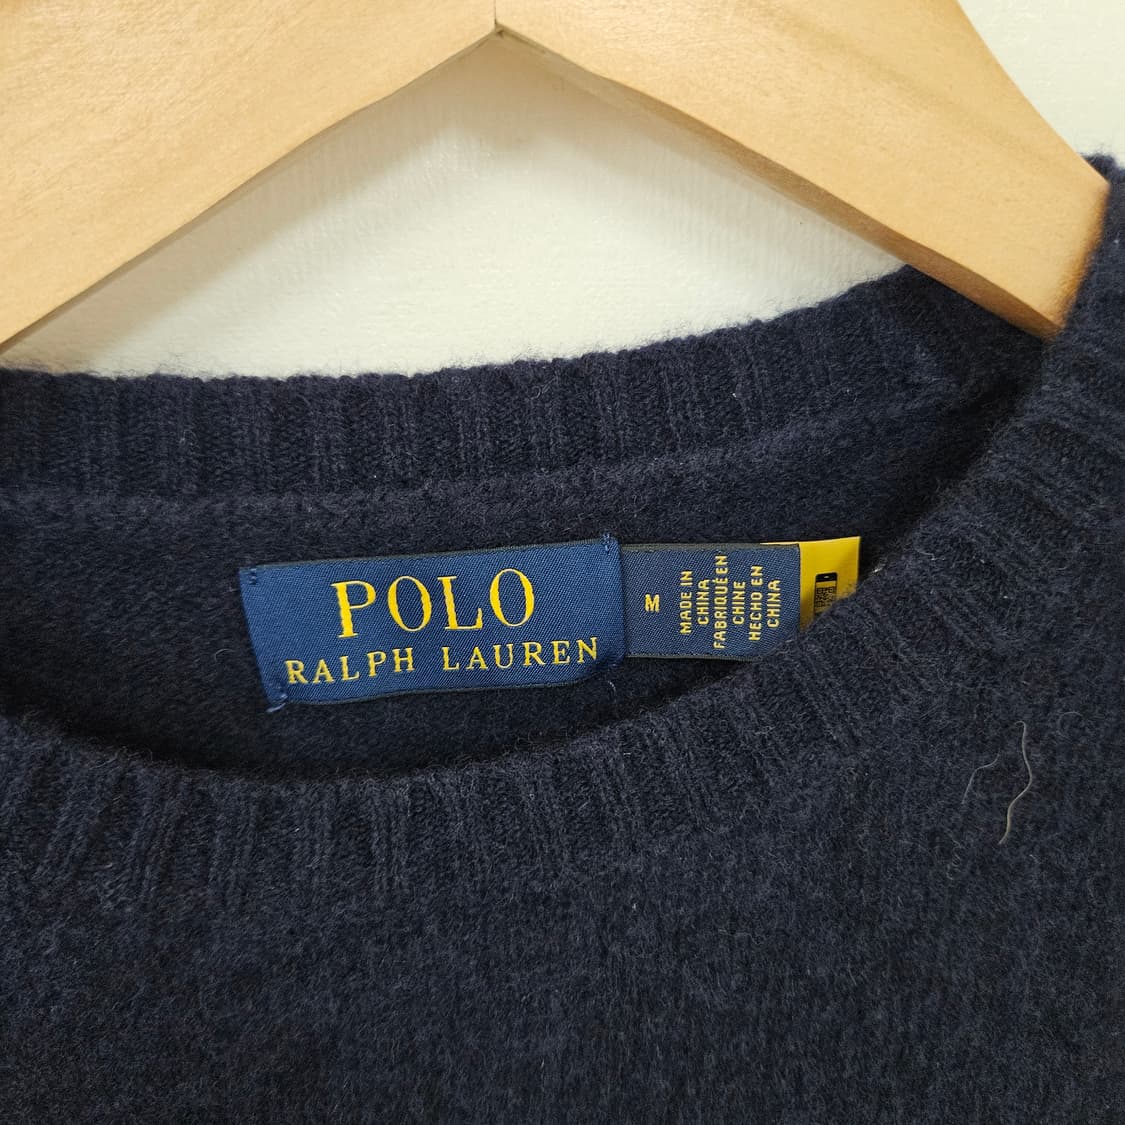 POLO
RALPH LAUREN
M
MADE IN
CHINA
FABRIQUÉ EN
CHINE
HECHO EN
CHINA